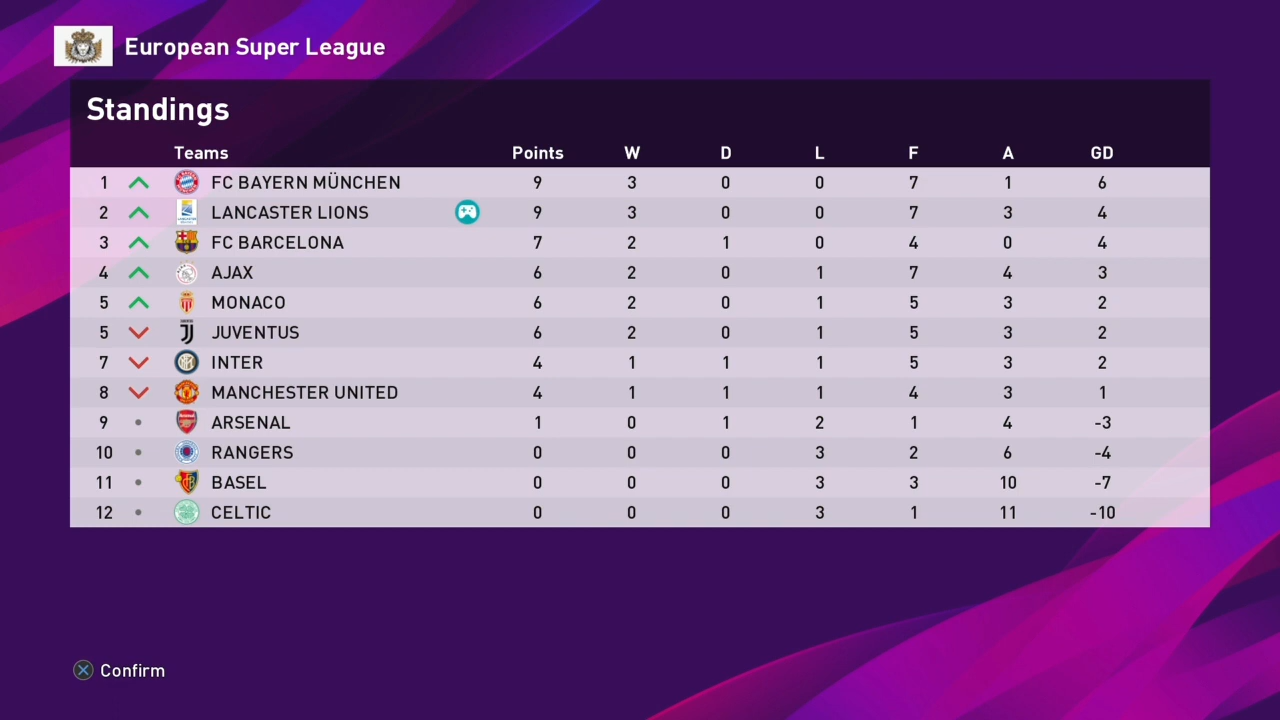 European Super League
Standings
Teams Points W D L F A GD
1 FC BAYERN MÜNCHEN 9 3 0 0 7 1 6
2 LANCASTER LIONS 9 3 0 0 7 3 4
3 FC BARCELONA 7 2 1 0 4 0 4
4 AJAX 6 2 0 1 7 4 3
5 MONACO 6 2 0 1 5 3 2
5 JUVENTUS 6 2 0 1 5 3 2
7 INTER 4 1 1 1 5 3 2
8 MANCHESTER UNITED 4 1 1 1 4 3 1
9 ARSENAL 1 0 1 2 1 4 -3
10 RANGERS 0 0 0 3 2 6 -4
11 BASEL 0 0 0 3 3 10 -7
12 CELTIC 0 0 0 3 1 11 -10
Confirm